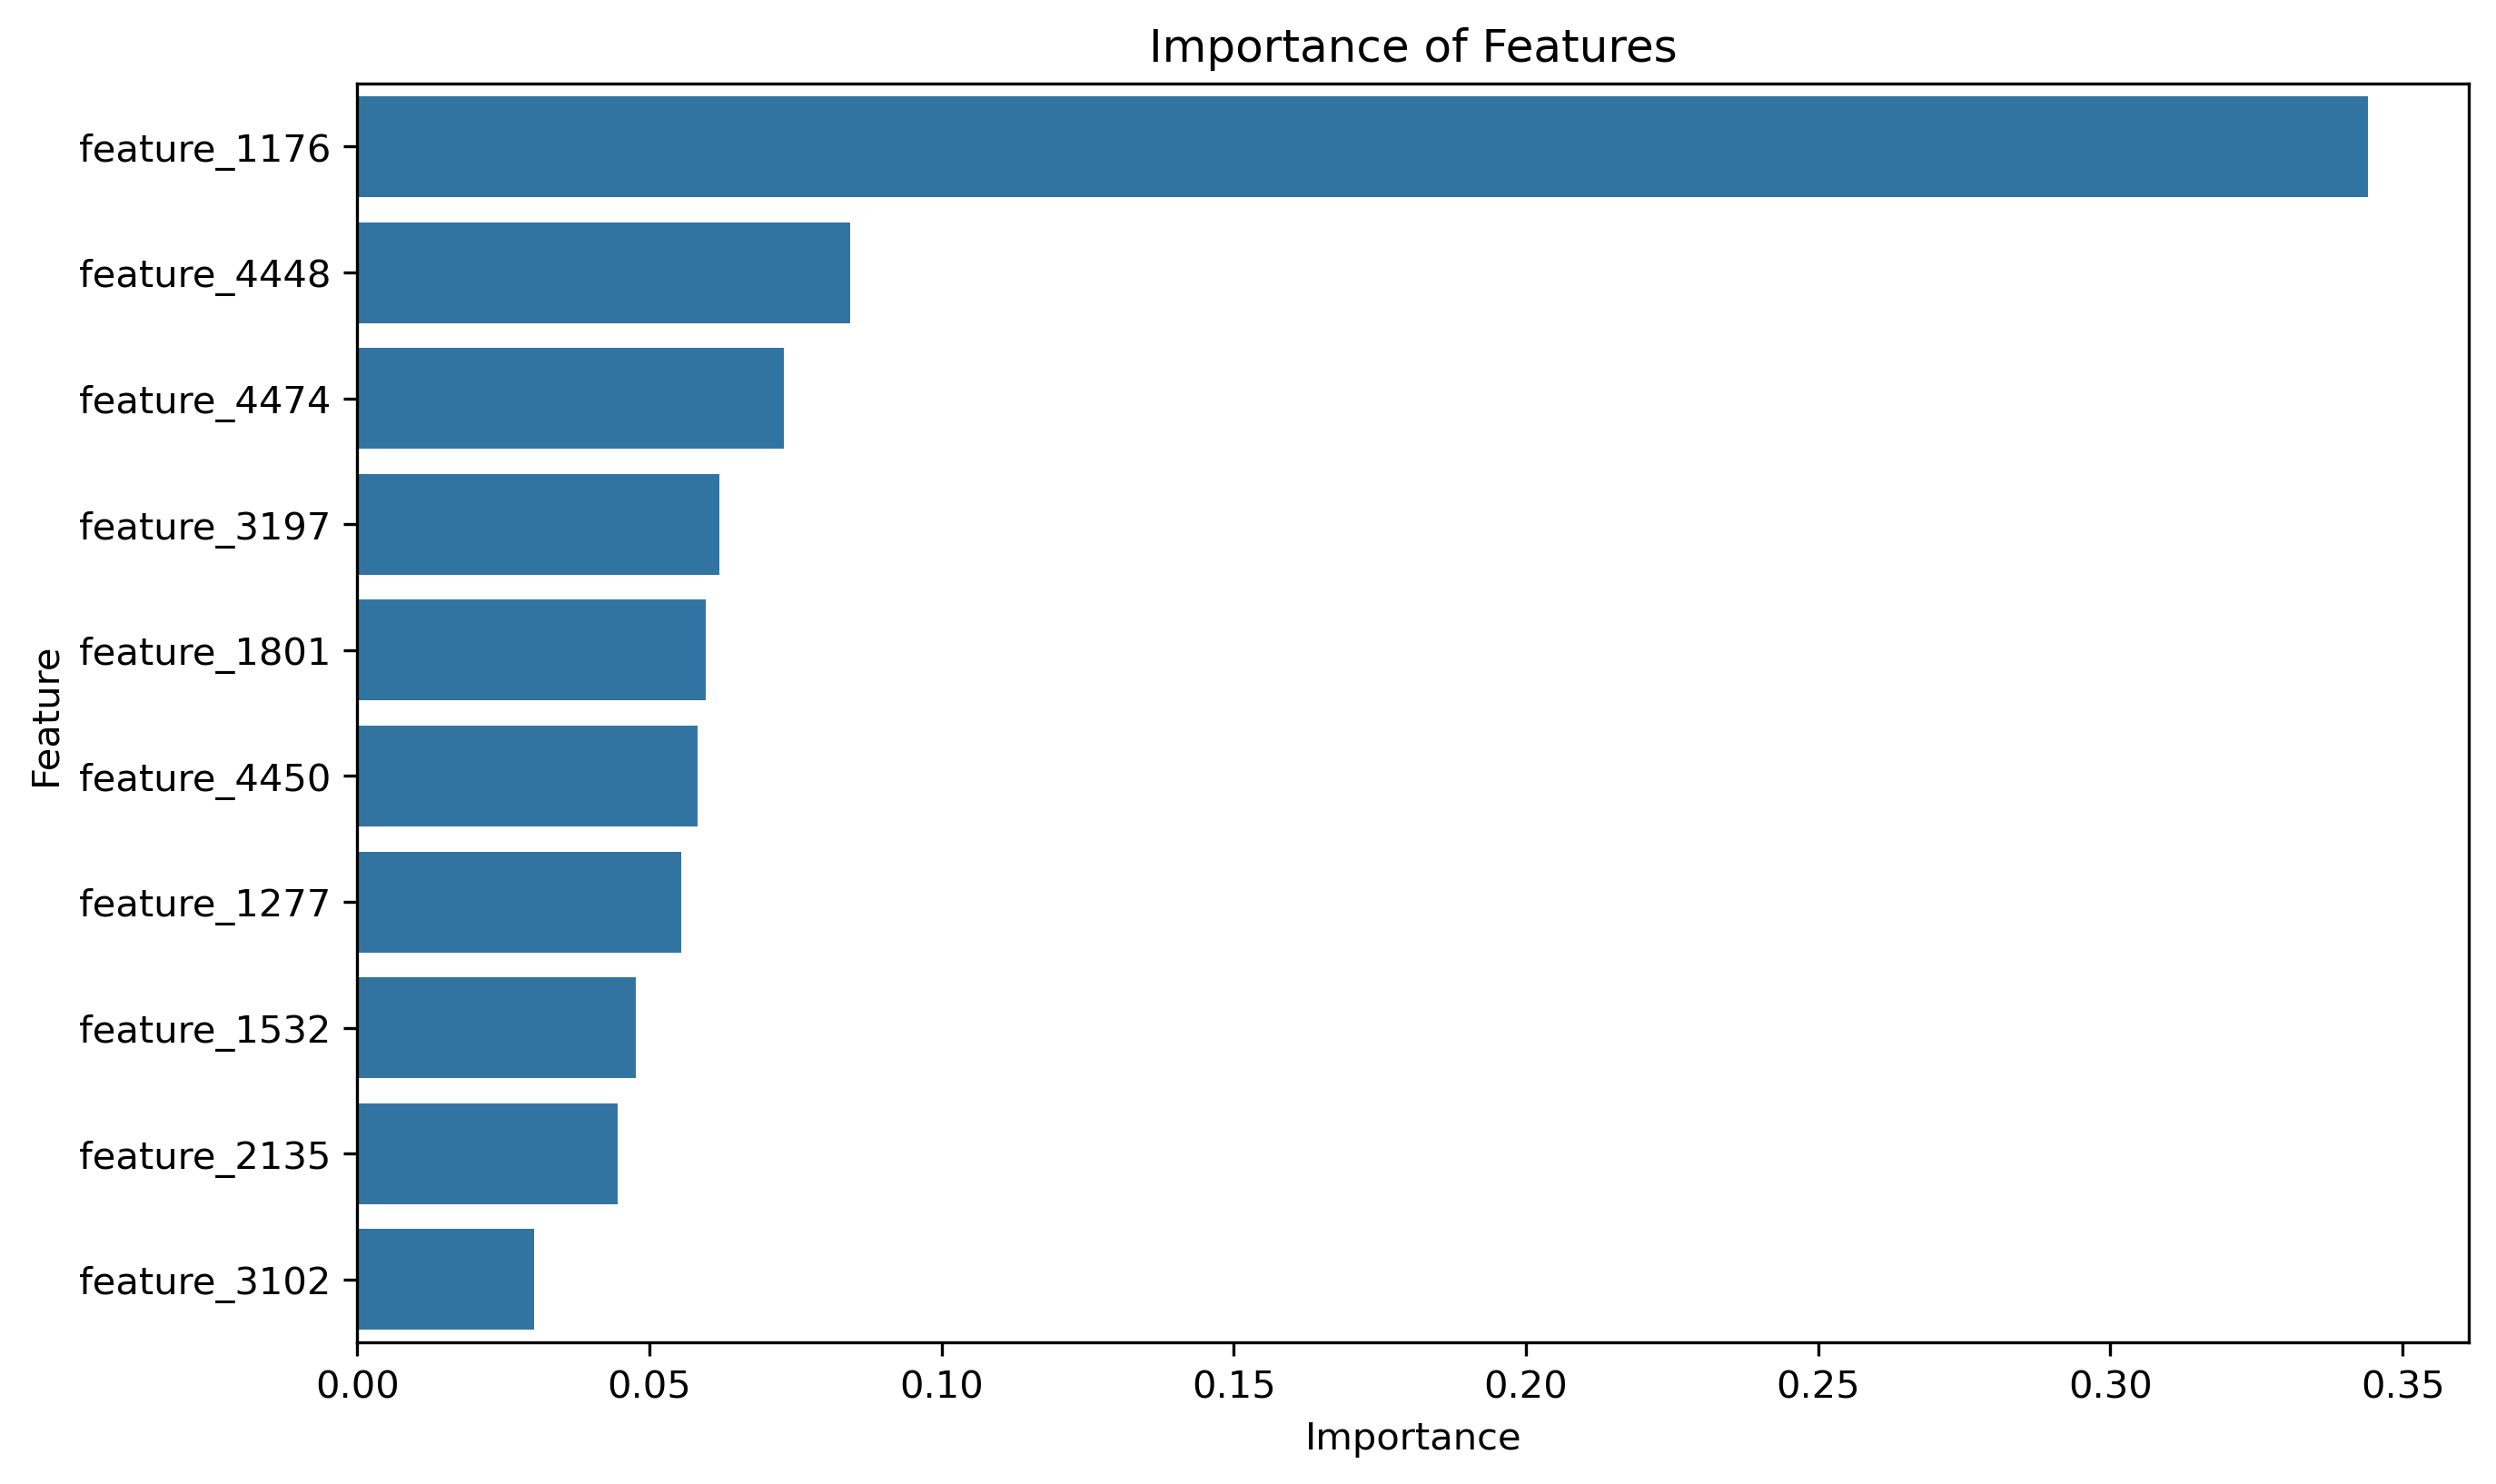 Importance of Features
feature_1176
feature_4448
feature_4474
feature_3197
feature_1801
feature_4450
feature_1277
feature_1532
feature_2135
feature_3102
Feature
0.00 0.05 0.10 0.15 0.20 0.25 0.30 0.35
Importance